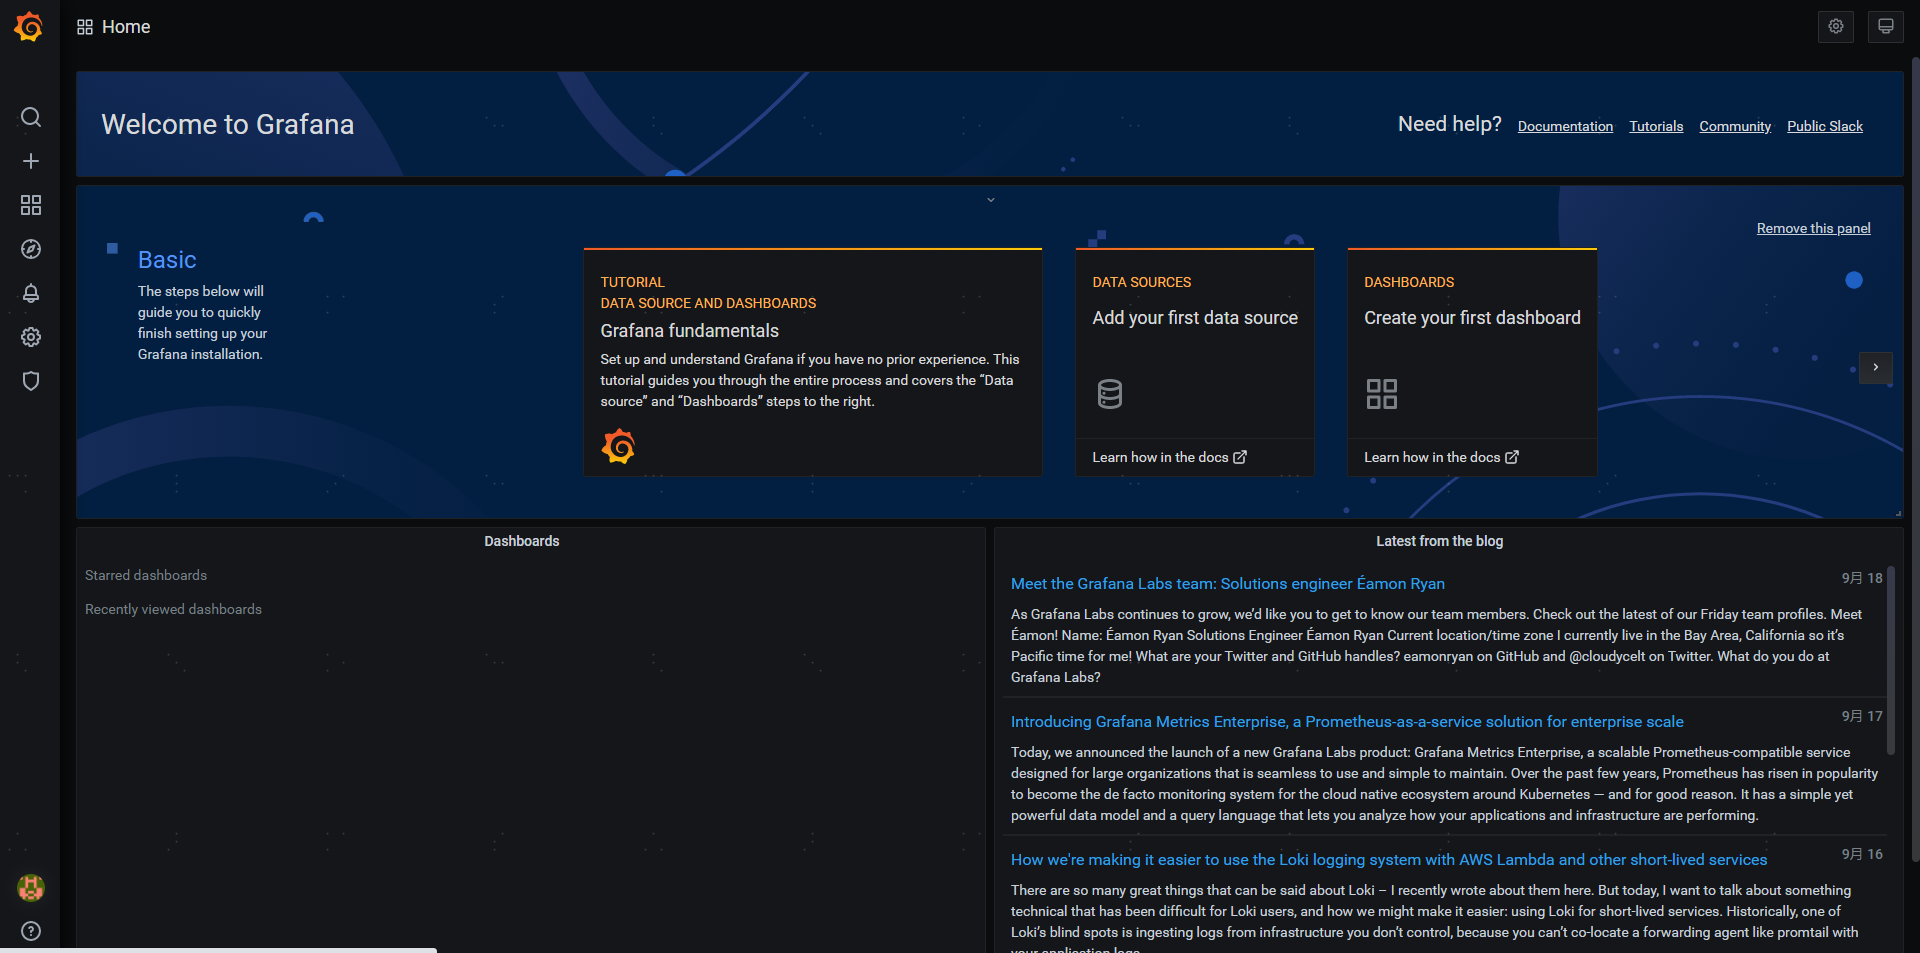 Home
Welcome to Grafana
Need help?
Documentation
Tutorials
Community
Public Slack
Remove this panel
Basic
The steps below will
guide you to quickly
finish setting up your
Grafana installation.
TUTORIAL
DATA SOURCE AND DASHBOARDS
Grafana fundamentals
Set up and understand Grafana if you have no prior experience. This
tutorial guides you through the entire process and covers the “Data
source” and “Dashboards” steps to the right.
DATA SOURCES
Add your first data source
Learn how in the docs
DASHBOARDS
Create your first dashboard
Learn how in the docs
Dashboards
Starred dashboards
Recently viewed dashboards
Latest from the blog
Meet the Grafana Labs team: Solutions engineer Éamon Ryan
9月 18
As Grafana Labs continues to grow, we’d like you to get to know our team members. Check out the latest of our Friday team profiles. Meet
Éamon! Name: Éamon Ryan Solutions Engineer Éamon Ryan Current location/time zone I currently live in the Bay Area, California so it’s
Pacific time for me! What are your Twitter and GitHub handles? eamonryan on GitHub and @cloudycelt on Twitter. What do you do at
Grafana Labs?
Introducing Grafana Metrics Enterprise, a Prometheus-as-a-service solution for enterprise scale
9月 17
Today, we announced the launch of a new Grafana Labs product: Grafana Metrics Enterprise, a scalable Prometheus-compatible service
designed for large organizations that is seamless to use and simple to maintain. Over the past few years, Prometheus has risen in popularity
to become the de facto monitoring system for the cloud native ecosystem around Kubernetes — and for good reason. It has a simple yet
powerful data model and a query language that lets you analyze how your applications and infrastructure are performing.
How we're making it easier to use the Loki logging system with AWS Lambda and other short-lived services
9月 16
There are so many great things that can be said about Loki – I recently wrote about them here. But today, I want to talk about something
technical that has been difficult for Loki users, and how we might make it easier: using Loki for short-lived services. Historically, one of
Loki’s blind spots is ingesting logs from infrastructure you don’t control, because you can’t co-locate a forwarding agent like promtail with
your application logs.